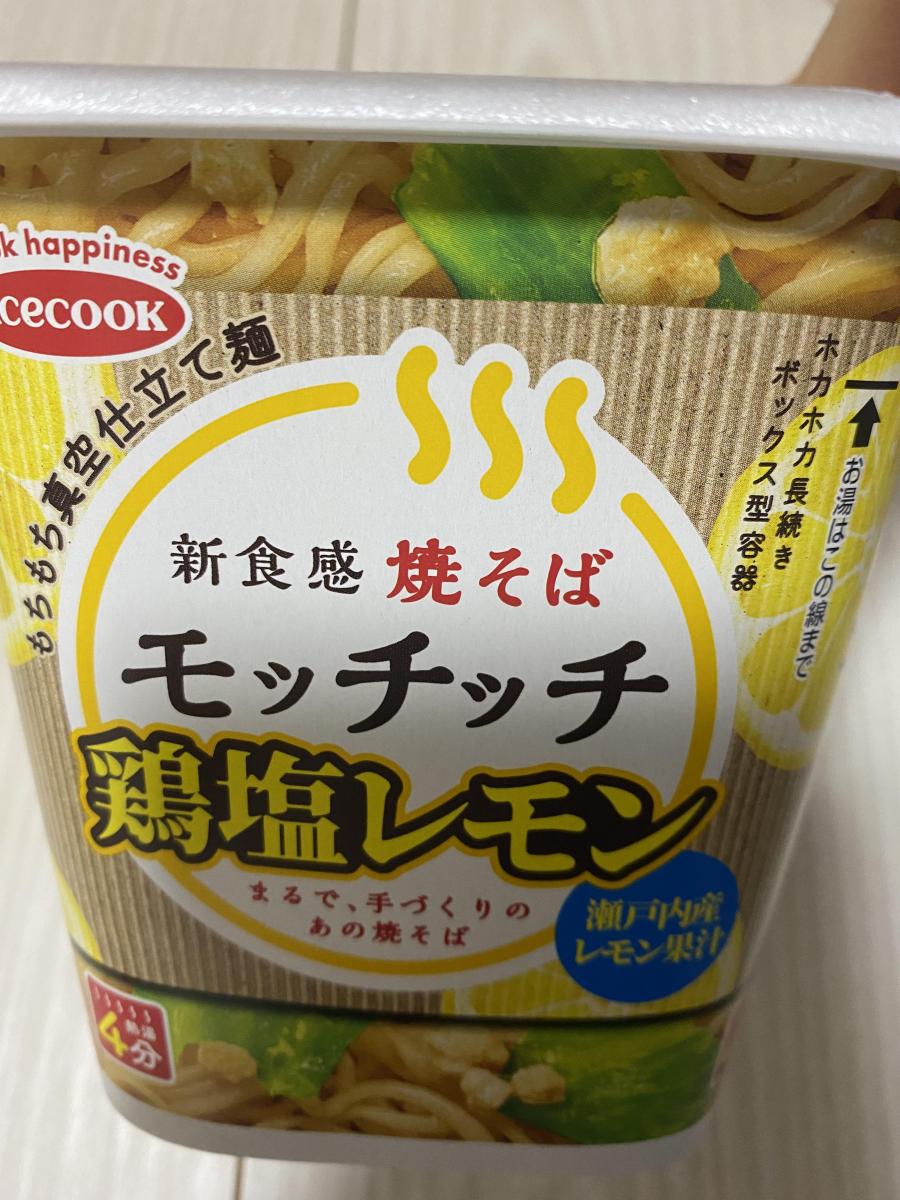 k happiness
cecook
もちもち真空仕立て麺
ホカホカ長続き
ボックス型容器
お湯はこの線まで
新食感 焼そば
モッチッチ
鶏塩レモン
まるで、手づくりの
あの焼そば
瀬戸内産
レモン果汁
熱湯
4分